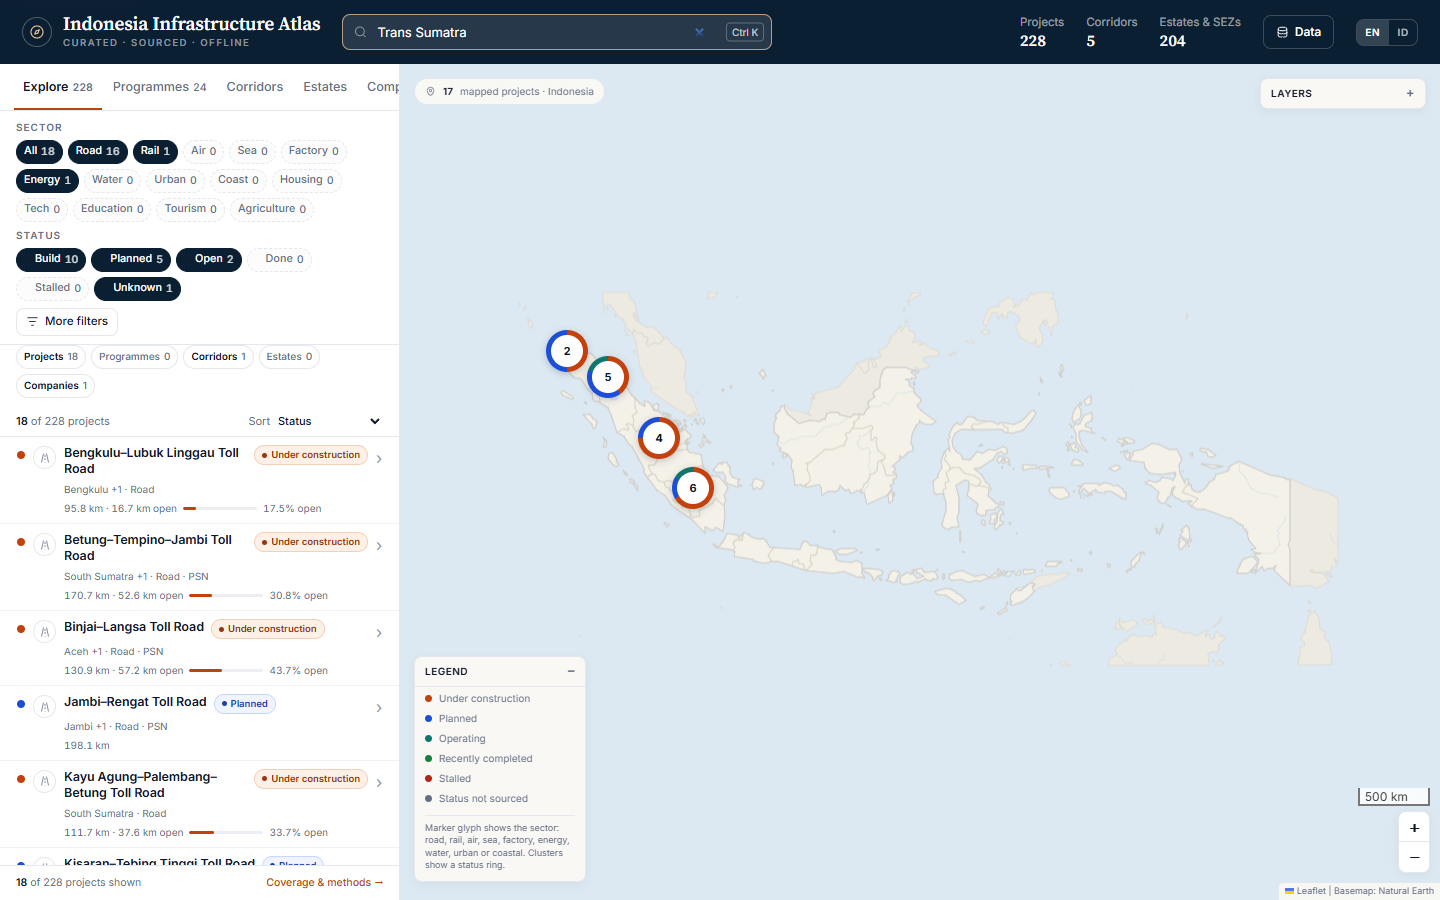 Indonesia Infrastructure Atlas
CURATED · SOURCED · OFFLINE
Trans Sumatra
Ctrl K
Projects
228
Corridors
5
Estates & SEZs
204
Data
EN
ID
Explore 228
Programmes 24
Corridors
Estates
Comp
SECTOR
All 18
Road 16
Rail 1
Air 0
Sea 0
Factory 0
Energy 1
Water 0
Urban 0
Coast 0
Housing 0
Tech 0
Education 0
Tourism 0
Agriculture 0
STATUS
Build 10
Planned 5
Open 2
Done 0
Stalled 0
Unknown 1
More filters
Projects 18
Programmes 0
Corridors 1
Estates 0
Companies 1
18 of 228 projects
Sort Status
Bengkulu–Lubuk Linggau Toll
Road
Under construction
Bengkulu +1 · Road
95.8 km · 16.7 km open
17.5% open
Betung–Tempino–Jambi Toll
Road
Under construction
South Sumatra +1 · Road · PSN
170.7 km · 52.6 km open
30.8% open
Binjai–Langsa Toll Road
Under construction
Aceh +1 · Road · PSN
130.9 km · 57.2 km open
43.7% open
Jambi–Rengat Toll Road
Planned
Jambi +1 · Road · PSN
198.1 km
Kayu Agung–Palembang–
Betung Toll Road
Under construction
South Sumatra · Road
111.7 km · 37.6 km open
33.7% open
Kisaran–Tebing Tinggi Toll Road
Planned
18 of 228 projects shown
Coverage & methods →
17 mapped projects · Indonesia
LAYERS
+
2
5
4
6
LEGEND
−
Under construction
Planned
Operating
Recently completed
Stalled
Status not sourced
Marker glyph shows the sector:
road, rail, air, sea, factory, energy,
water, urban or coastal. Clusters
show a status ring.
500 km
+
−
Leaflet | Basemap: Natural Earth